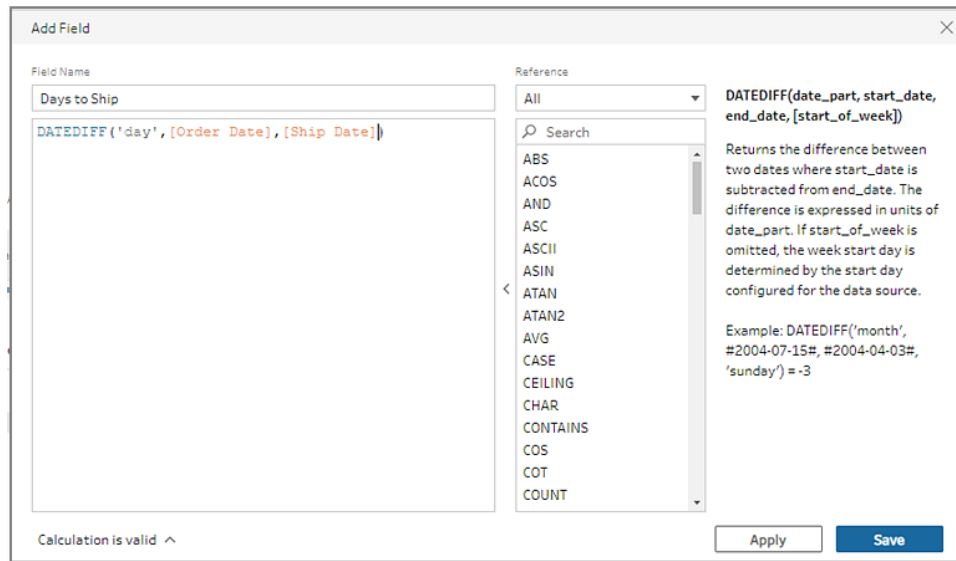 Add Field
Field Name
Days to Ship
DATEDIFF('day',[Order Date],[Ship Date])
Reference
All
Search
ABS
ACOS
AND
ASC
ASCII
ASIN
ATAN
ATAN2
AVG
CASE
CEILING
CHAR
CONTAINS
COS
COT
COUNT
DATEDIFF(date_part, start_date,
end_date, [start_of_week])
Returns the difference between
two dates where start_date is
subtracted from end_date. The
difference is expressed in units of
date_part. If start_of_week is
omitted, the week start day is
determined by the start day
configured for the data source.
Example: DATEDIFF('month',
#2004-07-15#, #2004-04-03#,
'sunday') = -3
Calculation is valid
Apply
Save